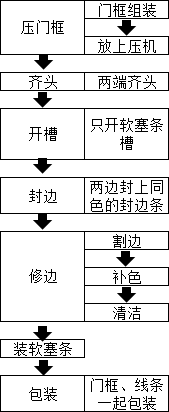 压门框
门框组装
放上压机
齐头
两端齐头
开槽
只开软塞条
槽
封边
两边封上同
色的封边条
修边
割边
补色
清洁
装软塞条
包装
门框、线条
一起包装